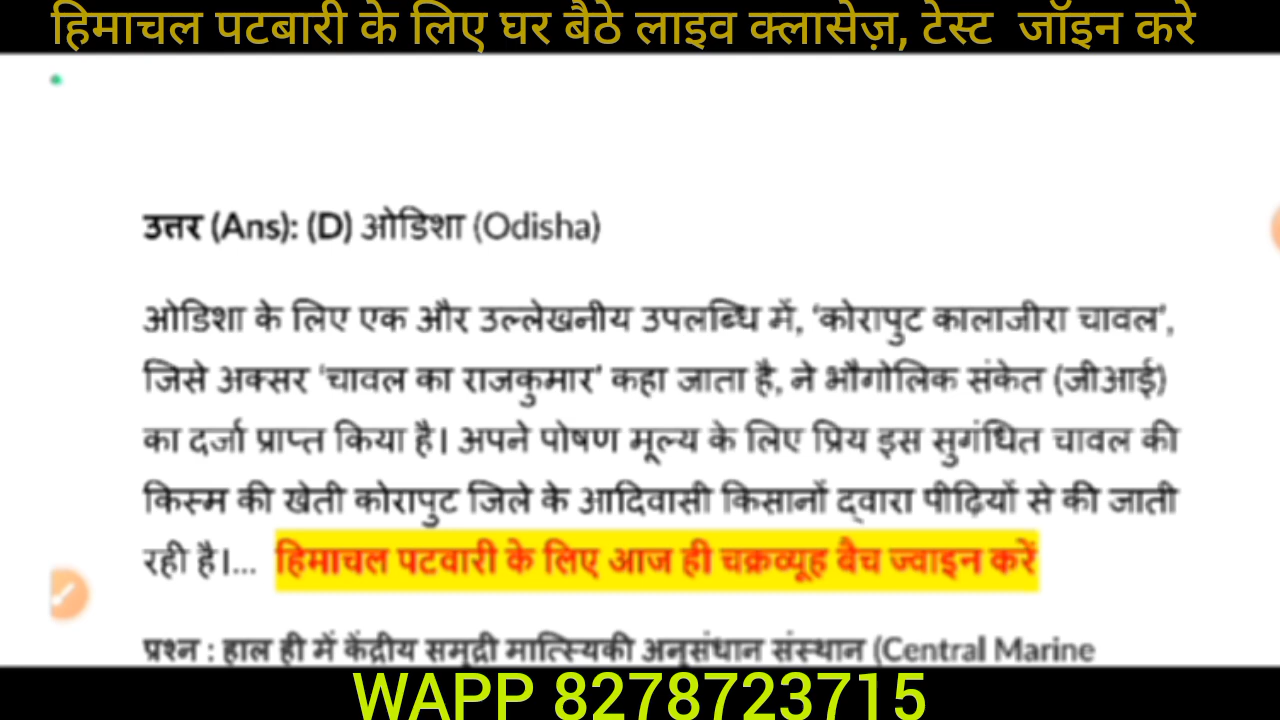 हिमाचल पटबारी के लिए घर बैठे लाइव क्लासेज़, टेस्ट जॉइन करे
उत्तर (Ans): (D) ओडिशा (Odisha)
ओडिशा के लिए एक और उल्लेखनीय उपलब्धि में, ‘कोरापुट कालाजीरा चावल’,
जिसे अक्सर ‘चावल का राजकुमार’ कहा जाता है, ने भौगोलिक संकेत (जीआई)
का दर्जा प्राप्त किया है। अपने पोषण मूल्य के लिए प्रिय इस सुगंधित चावल की
किस्म की खेती कोरापुट जिले के आदिवासी किसानों द्वारा पीढ़ियों से की जाती
रही है।... हिमाचल पटवारी के लिए आज ही चक्रव्यूह बैच ज्वाइन करें
प्रश्न : हाल ही में केंद्रीय समुद्री मात्स्यिकी अनुसंधान संस्थान (Central Marine
WAPP 8278723715